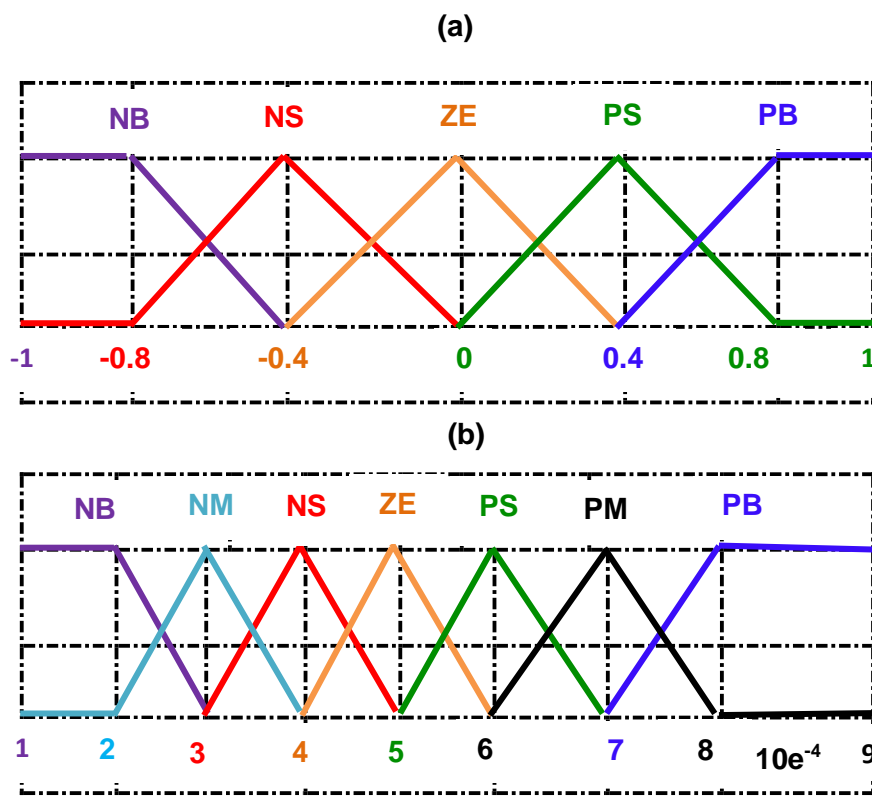 (a)
NB NS ZE PS PB
-1 -0.8 -0.4 0 0.4 0.8 1
(b)
NB NM NS ZE PS PM PB
1 2 3 4 5 6 7 8 10e⁻⁴ 9